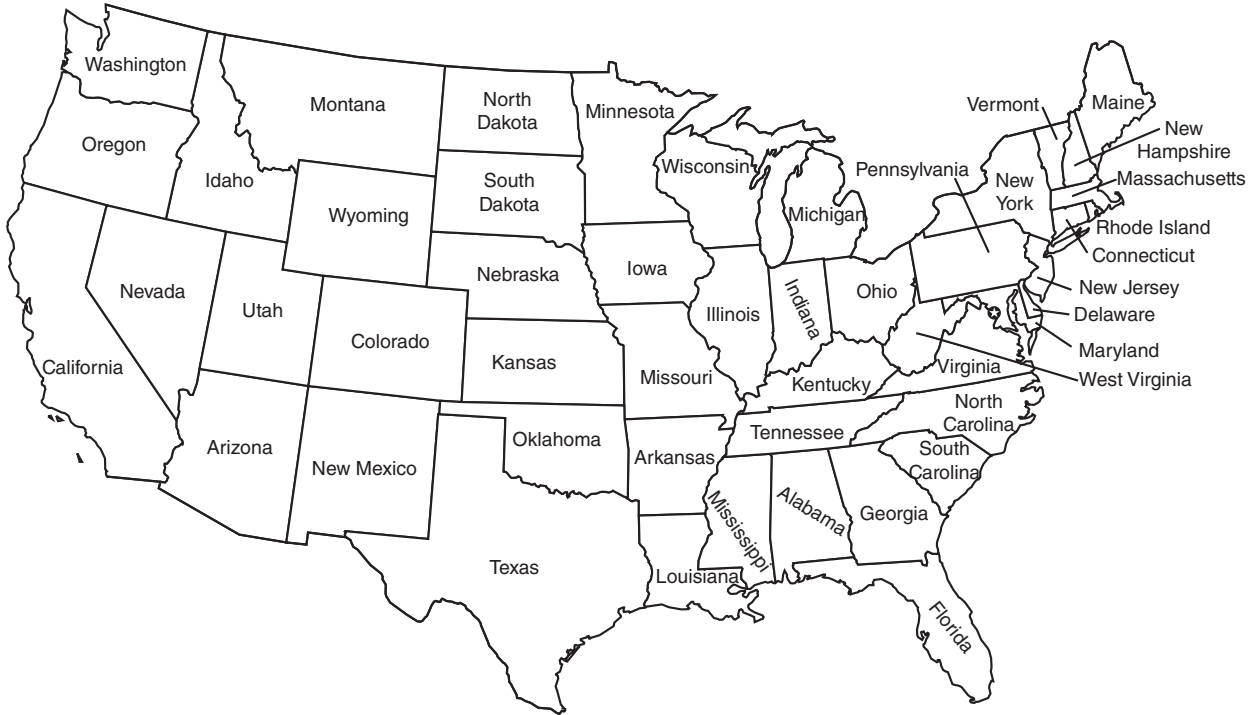 Washington
Oregon
California
Nevada
Idaho
Montana
Wyoming
Utah
Colorado
Arizona
New Mexico
North
Dakota
South
Dakota
Nebraska
Kansas
Oklahoma
Texas
Minnesota
Iowa
Missouri
Arkansas
Louisiana
Wisconsin
Illinois
Michigan
Indiana
Ohio
Kentucky
Tennessee
Mississippi
Alabama
Georgia
Florida
South
Carolina
North
Carolina
Virginia
West Virginia
Maryland
Delaware
New Jersey
Pennsylvania
New
York
Connecticut
Rhode Island
Massachusetts
New
Hampshire
Vermont
Maine